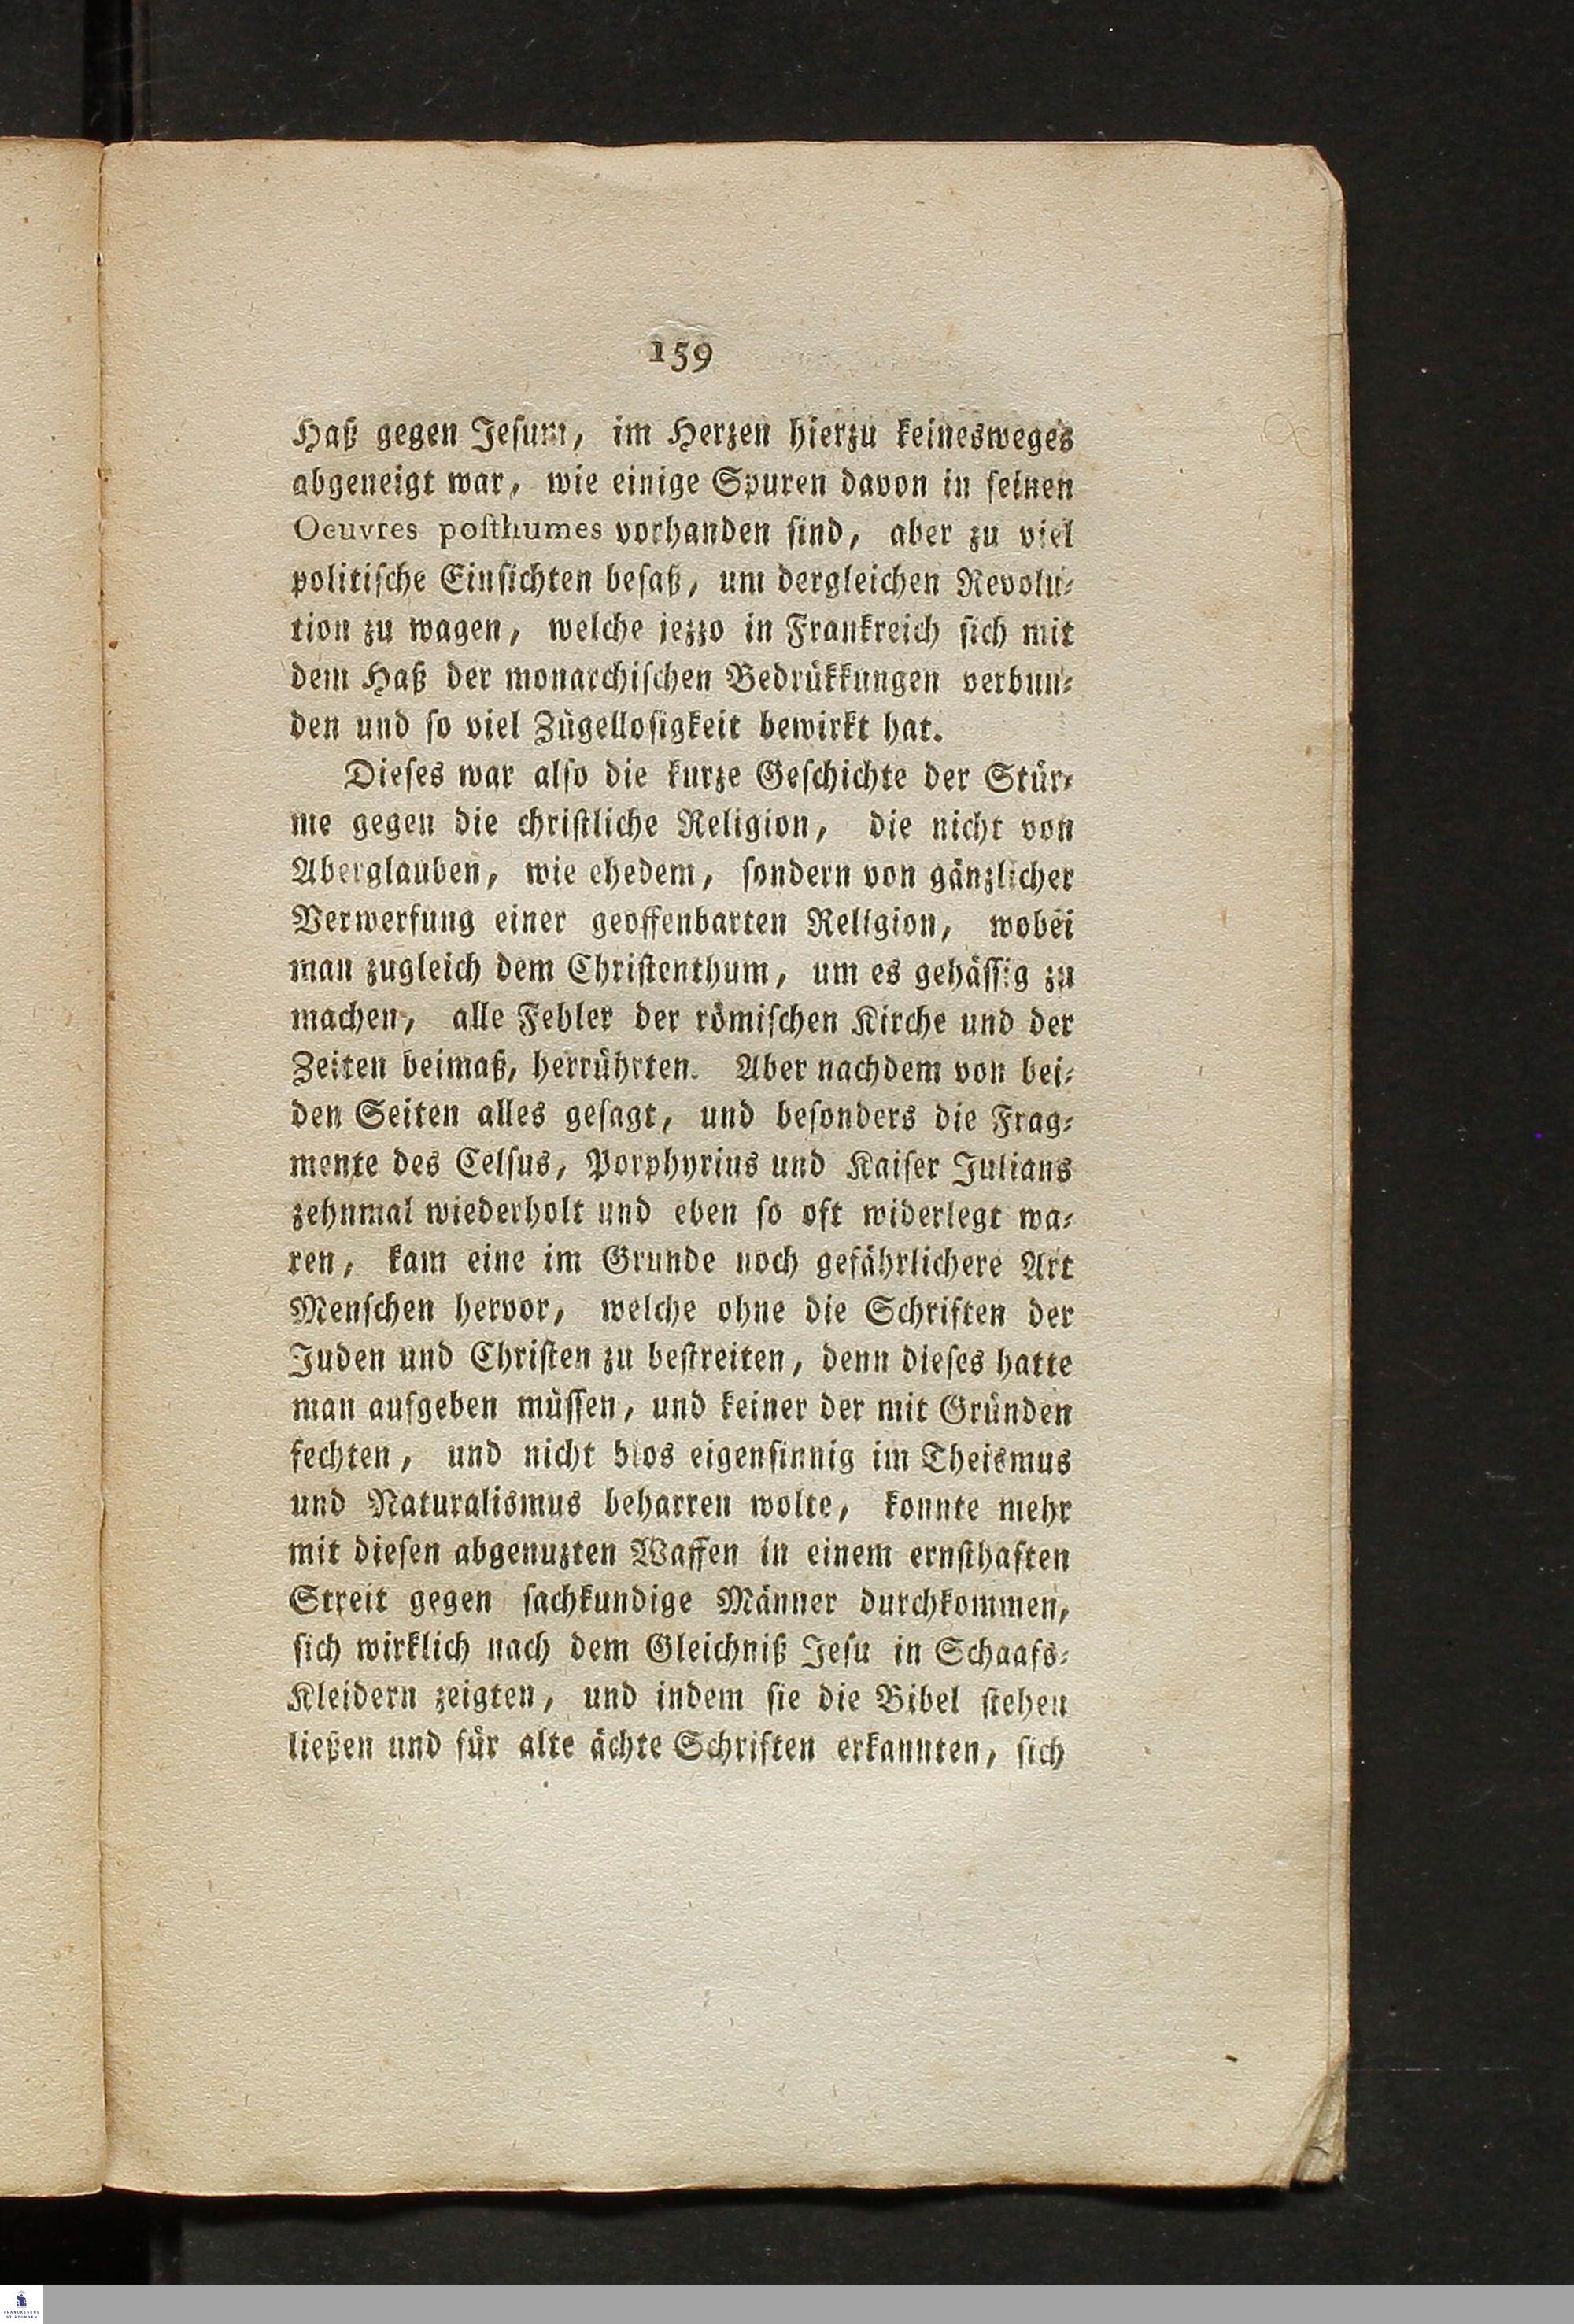 159
Haß gegen Jeſum, im Herzen hierzu keinesweges
abgeneigt war, wie einige Spuren davon in ſeinen
Oeuvres poſthumes vorhanden ſind, aber zu viel
politiſche Einſichten beſaß, um dergleichen Revolu⸗
tion zu wagen, welche jezzo in Frankreich ſich mit
dem Haß der monarchiſchen Bedrükkungen verbun⸗
den und ſo viel Zügelloſigkeit bewirkt hat.
Dieſes war alſo die kurze Geſchichte der Stür⸗
me gegen die chriſtliche Religion, die nicht von
Aberglauben, wie ehedem, ſondern von gänzlicher
Verwerfung einer geoffenbarten Religion, wobei
man zugleich dem Chriſtenthum, um es gehäſſig zu
machen, alle Febler der römiſchen Kirche und der
Zeiten beimaß, herrührten. Aber nachdem von bei⸗
den Seiten alles geſagt, und beſonders die Frag⸗
mente des Celſus, Porphyrius und Kaiſer Julians
zehnmal wiederholt und eben ſo oft widerlegt wa⸗
ren, kam eine im Grunde noch gefährlichere Art
Menſchen hervor, welche ohne die Schriften der
Juden und Chriſten zu beſtreiten, denn dieſes hatte
man aufgeben müſſen, und keiner der mit Gründen
fechten, und nicht blos eigenſinnig im Theismus
und Naturalismus beharren wolte, konnte mehr
mit dieſen abgenuzten Waffen in einem ernſthaften
Streit gegen ſachkundige Männer durchkommen,
ſich wirklich nach dem Gleichniß Jeſu in Schaafs⸗
Kleidern zeigten, und indem ſie die Bibel ſtehen
ließen und für alte ächte Schriften erkannten, ſich
FRANCKESCHE
STIFTUNGEN